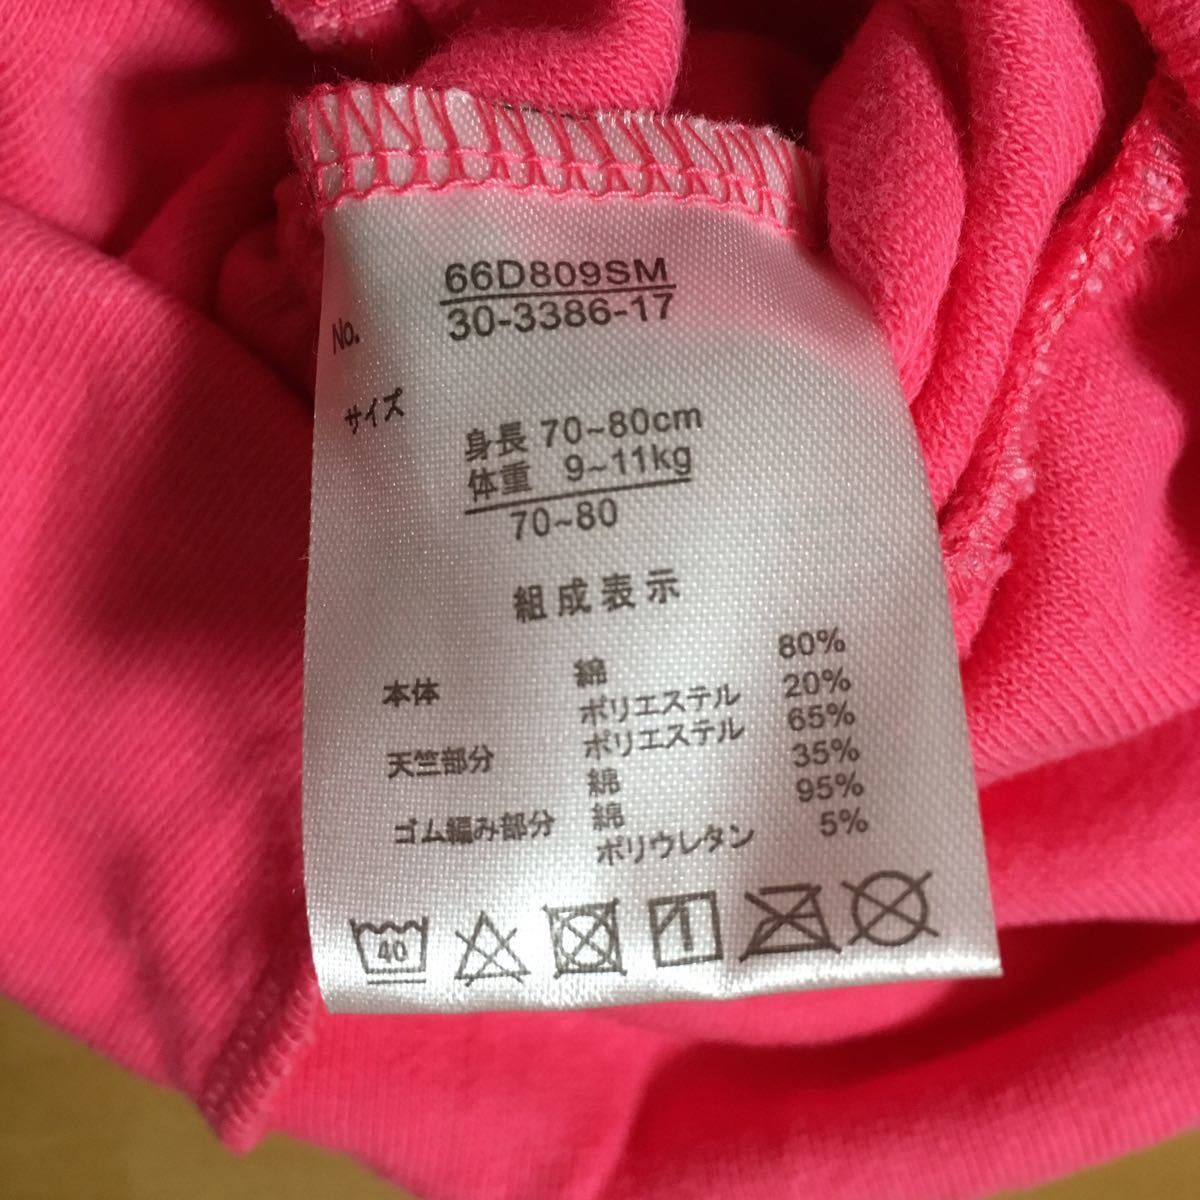 66D809SM
No. 30-3386-17
サイズ
身長 70~80cm
体重 9~11kg
70~80
組成表示
本体 綿 80%
ポリエステル 20%
天竺部分 ポリエステル 65%
綿 35%
ゴム編み部分 綿 95%
ポリウレタン 5%
40